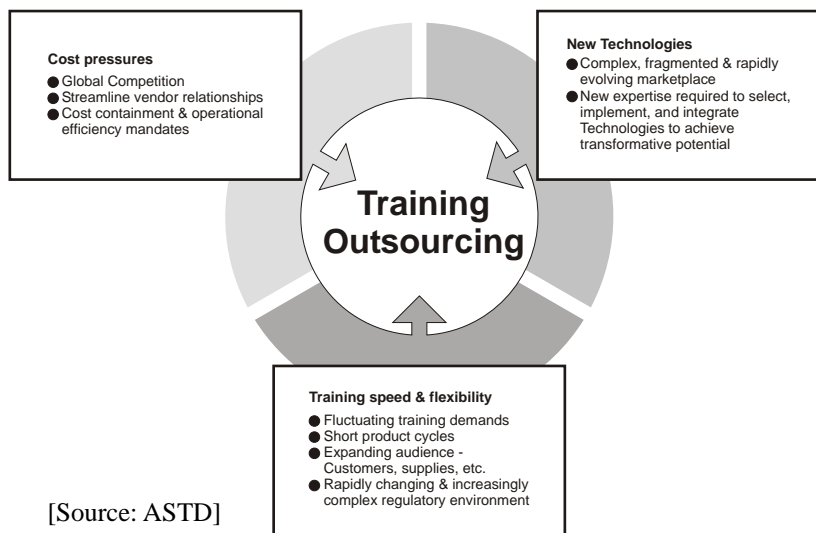 Cost pressures
● Global Competition
● Streamline vendor relationships
● Cost containment & operational
efficiency mandates
New Technologies
● Complex, fragmented & rapidly
evolving marketplace
● New expertise required to select,
implement, and integrate
Technologies to achieve
transformative potential
Training
Outsourcing
Training speed & flexibility
● Fluctuating training demands
● Short product cycles
● Expanding audience -
Customers, supplies, etc.
● Rapidly changing & increasingly
complex regulatory environment
[Source: ASTD]